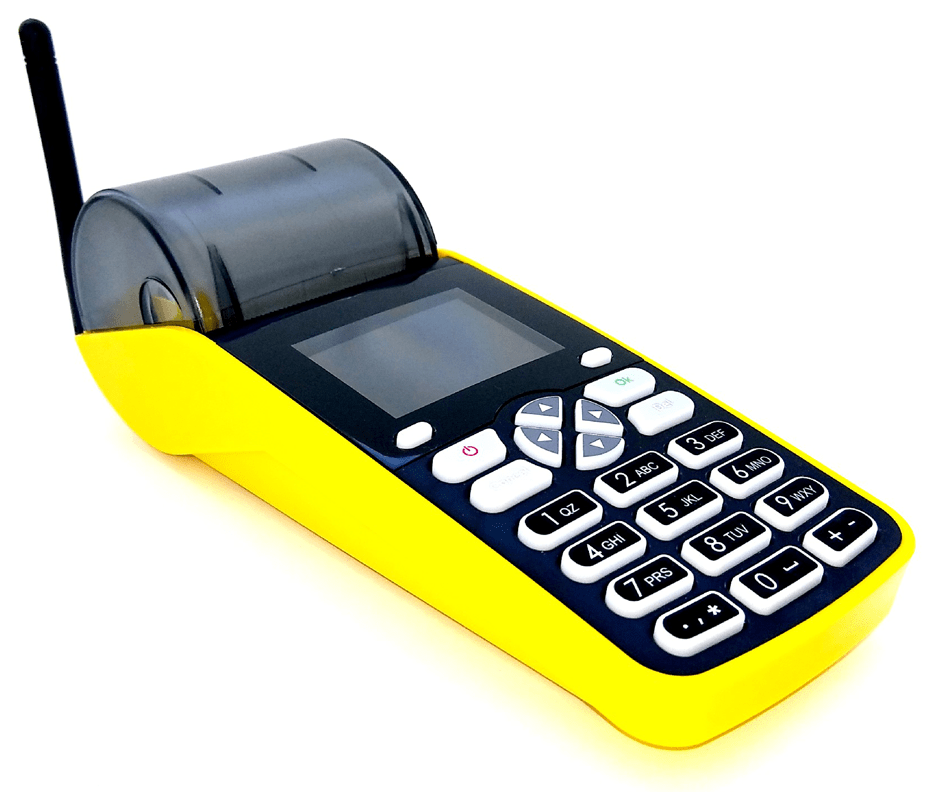 OK
1 QZ
2 ABC
3 DEF
4 GHI
5 JKL
6 MNO
7 PRS
8 TUV
9 WXY
. , *
0 ⎵
+ -